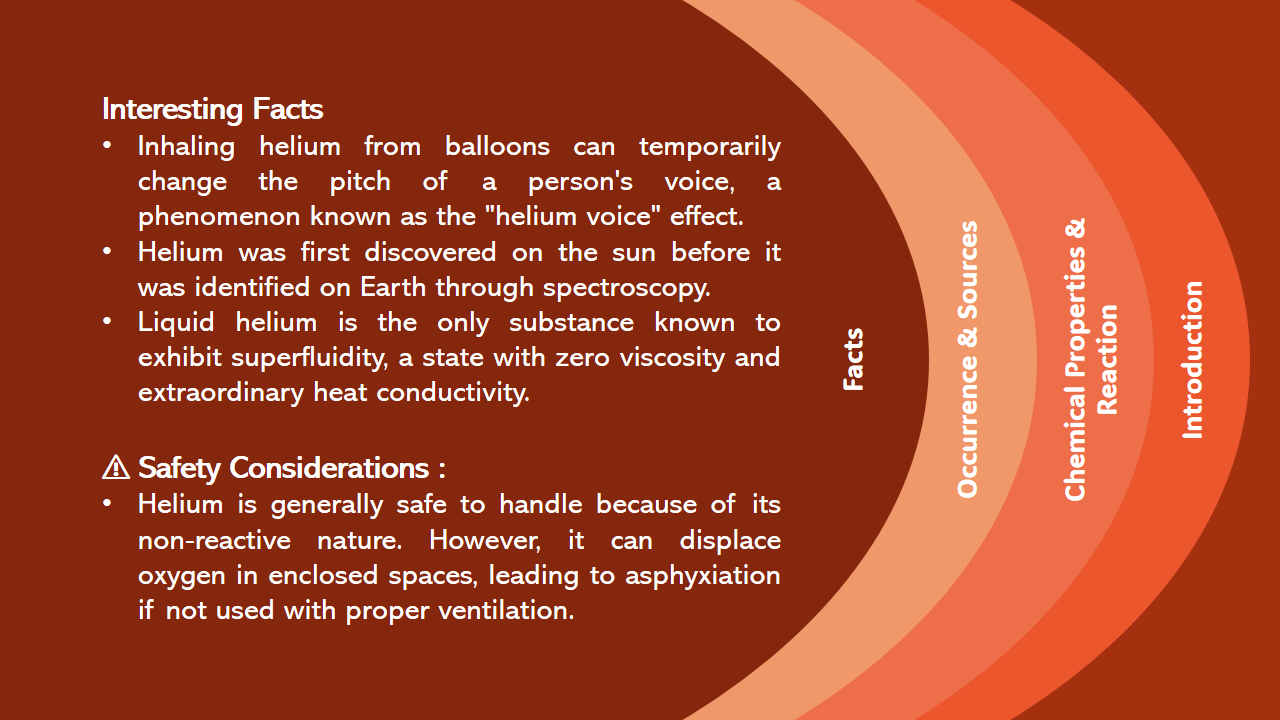 Interesting Facts
• Inhaling helium from balloons can temporarily
change the pitch of a person's voice, a
phenomenon known as the "helium voice" effect.
• Helium was first discovered on the sun before it
was identified on Earth through spectroscopy.
• Liquid helium is the only substance known to
exhibit superfluidity, a state with zero viscosity and
extraordinary heat conductivity.
⚠ Safety Considerations :
• Helium is generally safe to handle because of its
non-reactive nature. However, it can displace
oxygen in enclosed spaces, leading to asphyxiation
if not used with proper ventilation.
Facts
Occurrence & Sources
Chemical Properties &
Reaction
Introduction